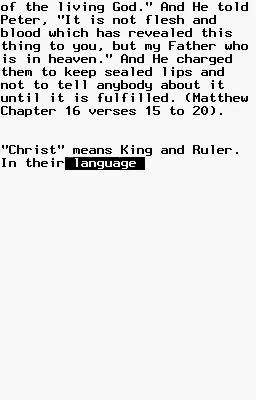 of the living God." And He told
Peter, "It is not flesh and
blood which has revealed this
thing to you, but my Father who
is in heaven." And He charged
them to keep sealed lips and
not to tell anybody about it
until it is fulfilled. (Matthew
Chapter 16 verses 15 to 20).
"Christ" means King and Ruler.
In their language